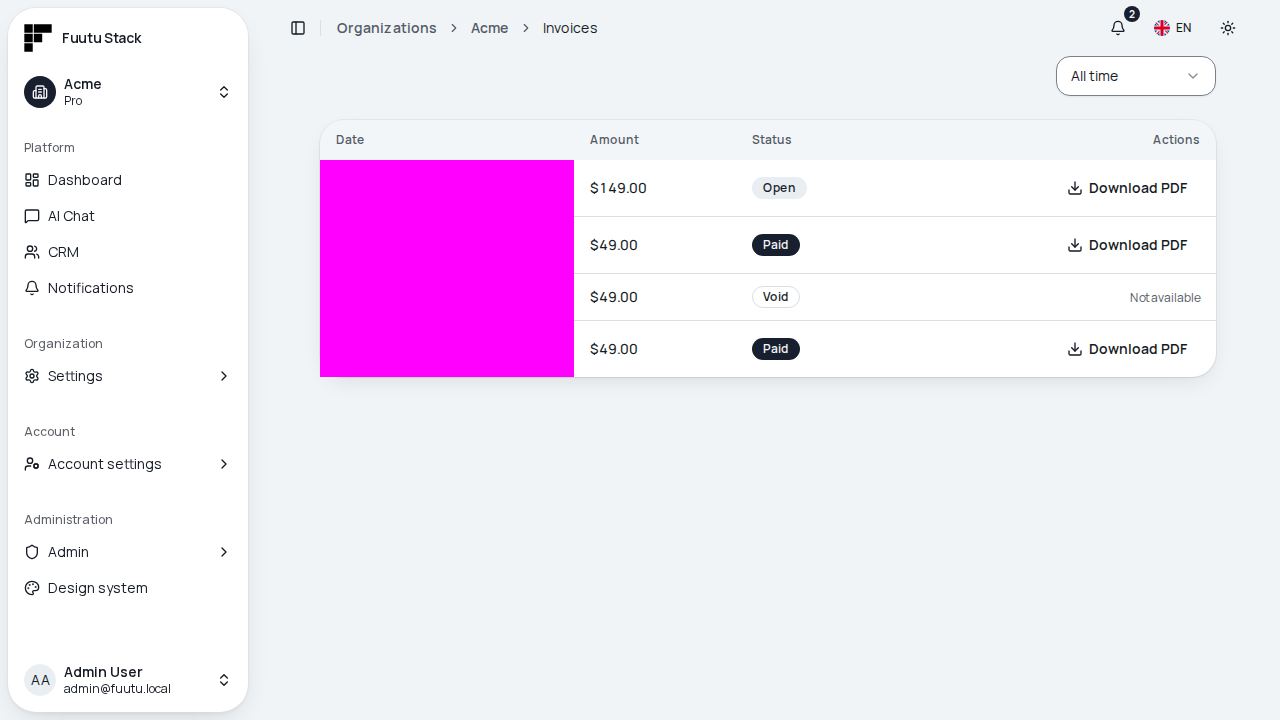 Fuutu Stack
Acme
Pro
Platform
Dashboard
AI Chat
CRM
Notifications
Organization
Settings
Account
Account settings
Administration
Admin
Design system
AA
Admin User
admin@fuutu.local
Organizations > Acme > Invoices
2
EN
All time
Date Amount Status Actions
$149.00 Open Download PDF
$49.00 Paid Download PDF
$49.00 Void Not available
$49.00 Paid Download PDF